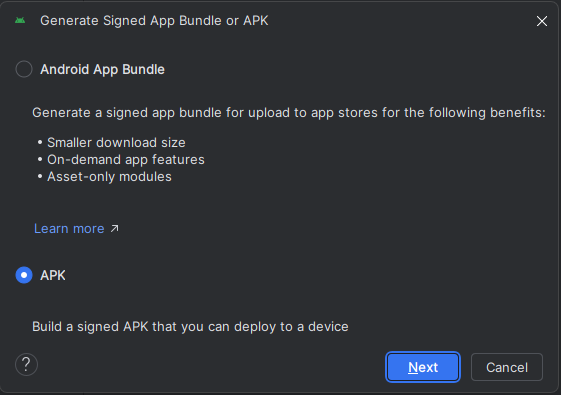 Generate Signed App Bundle or APK
Android App Bundle
Generate a signed app bundle for upload to app stores for the following benefits:
• Smaller download size
• On-demand app features
• Asset-only modules
Learn more ↗
APK
Build a signed APK that you can deploy to a device
? Next Cancel